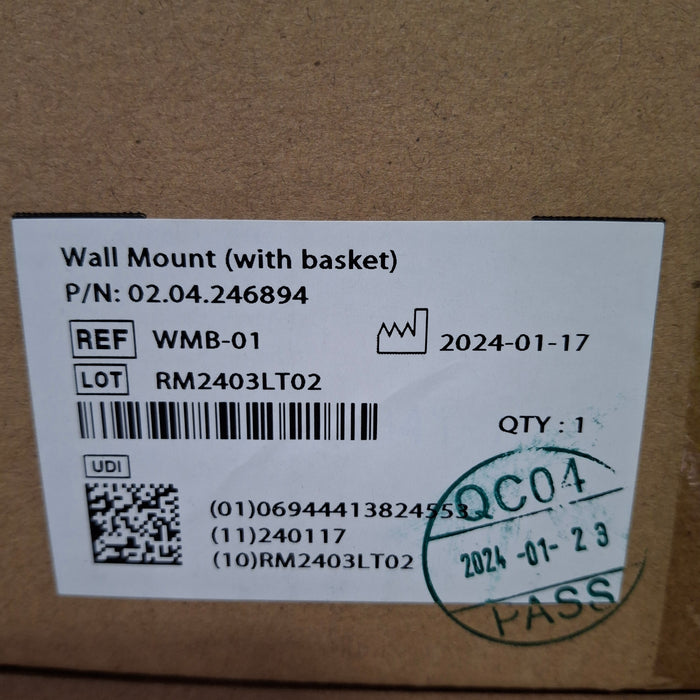 Wall Mount (with basket)
P/N: 02.04.246894
REF WMB-01
2024-01-17
LOT RM2403LT02
QTY : 1
UDI
(01)06944413824553
(11)240117
(10)RM2403LT02
QC04
2024-01-23
PASS